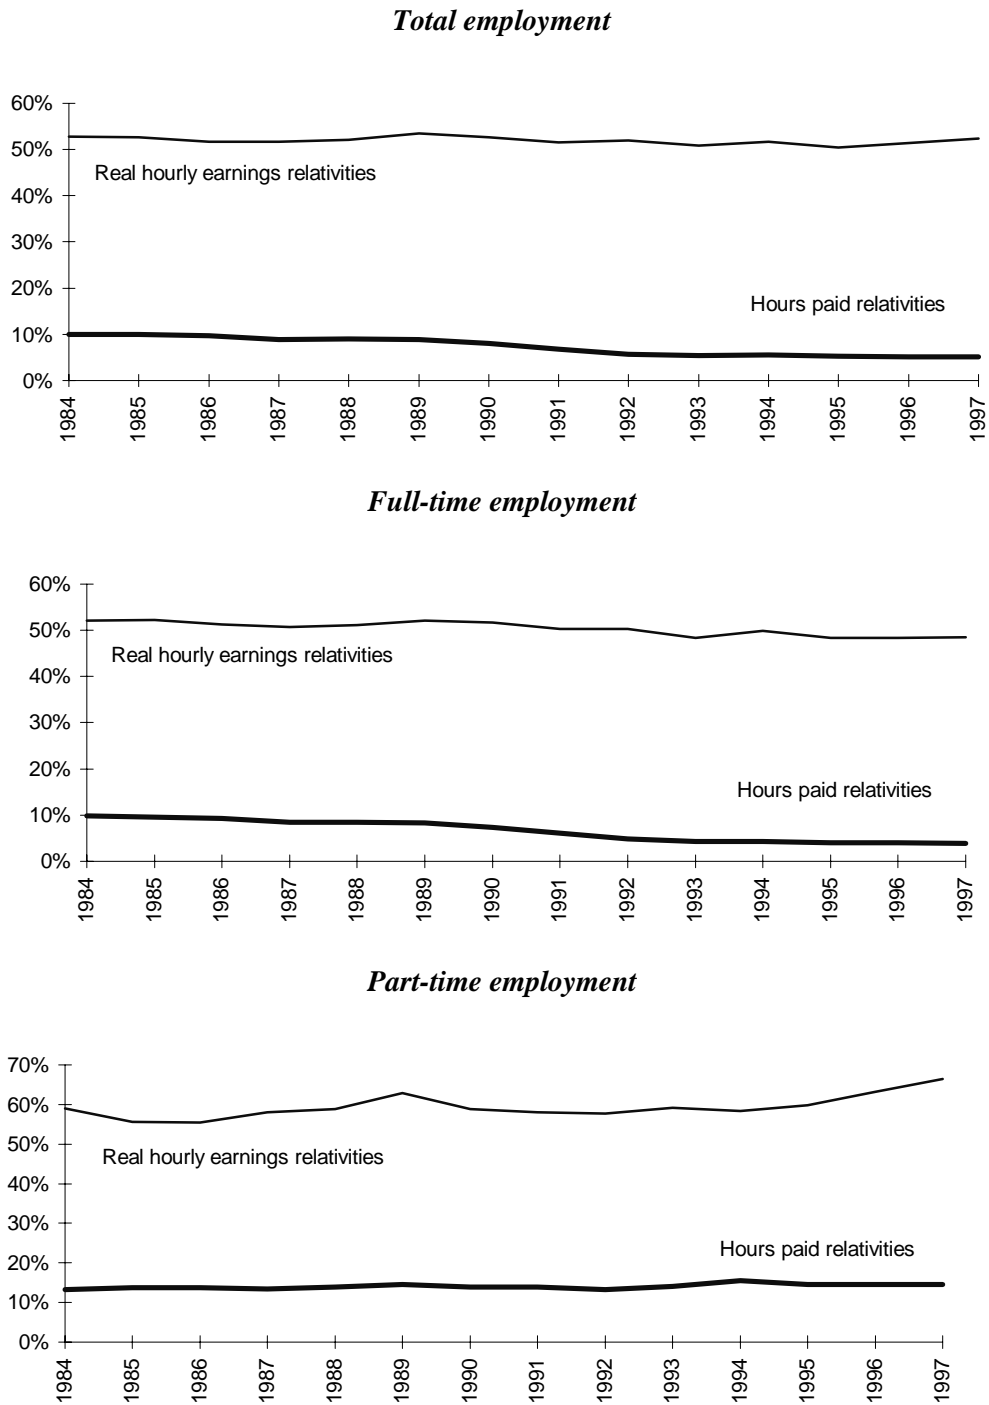 Total employment
60%
50%
Real hourly earnings relativities
40%
30%
20%
Hours paid relativities
10%
0%
1984 1985 1986 1987 1988 1989 1990 1991 1992 1993 1994 1995 1996 1997
Full-time employment
60%
50%
Real hourly earnings relativities
40%
30%
20%
Hours paid relativities
10%
0%
1984 1985 1986 1987 1988 1989 1990 1991 1992 1993 1994 1995 1996 1997
Part-time employment
70%
60%
50%
Real hourly earnings relativities
40%
30%
Hours paid relativities
20%
10%
0%
1984 1985 1986 1987 1988 1989 1990 1991 1992 1993 1994 1995 1996 1997